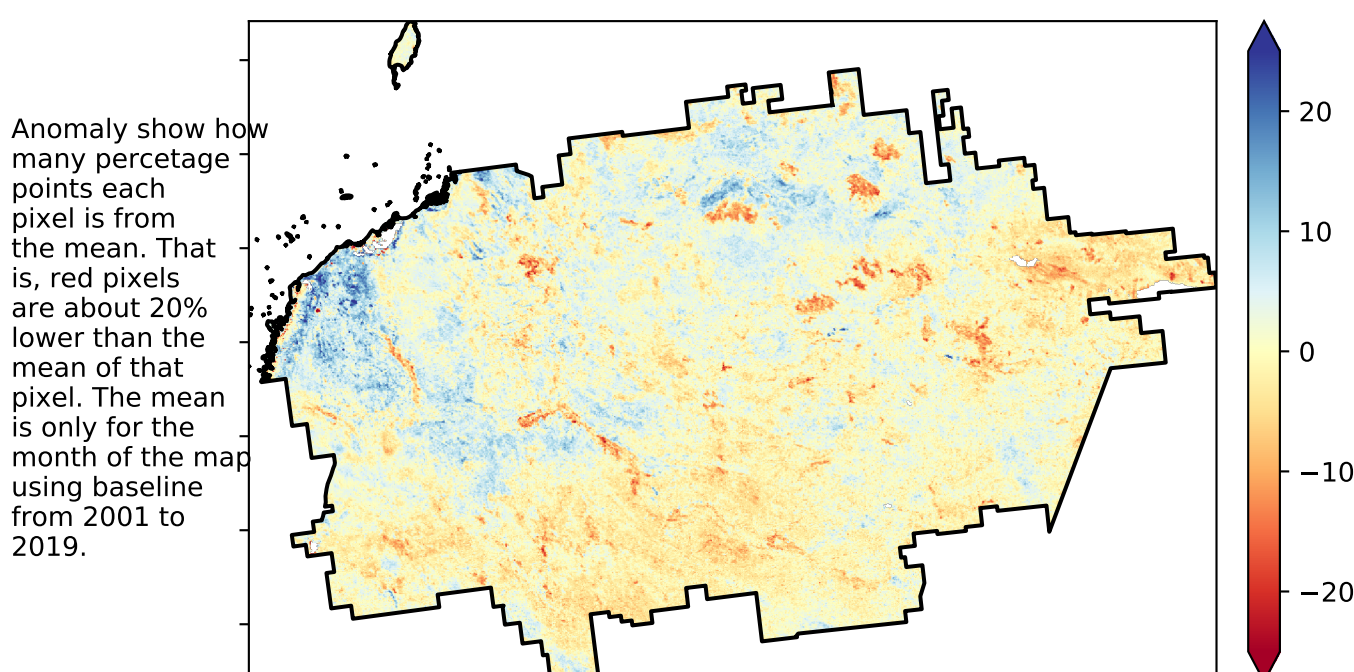 Anomaly show how
many percetage
points each
pixel is from
the mean. That
is, red pixels
are about 20%
lower than the
mean of that
pixel. The mean
is only for the
month of the map
using baseline
from 2001 to
2019.
20
10
0
−10
−20